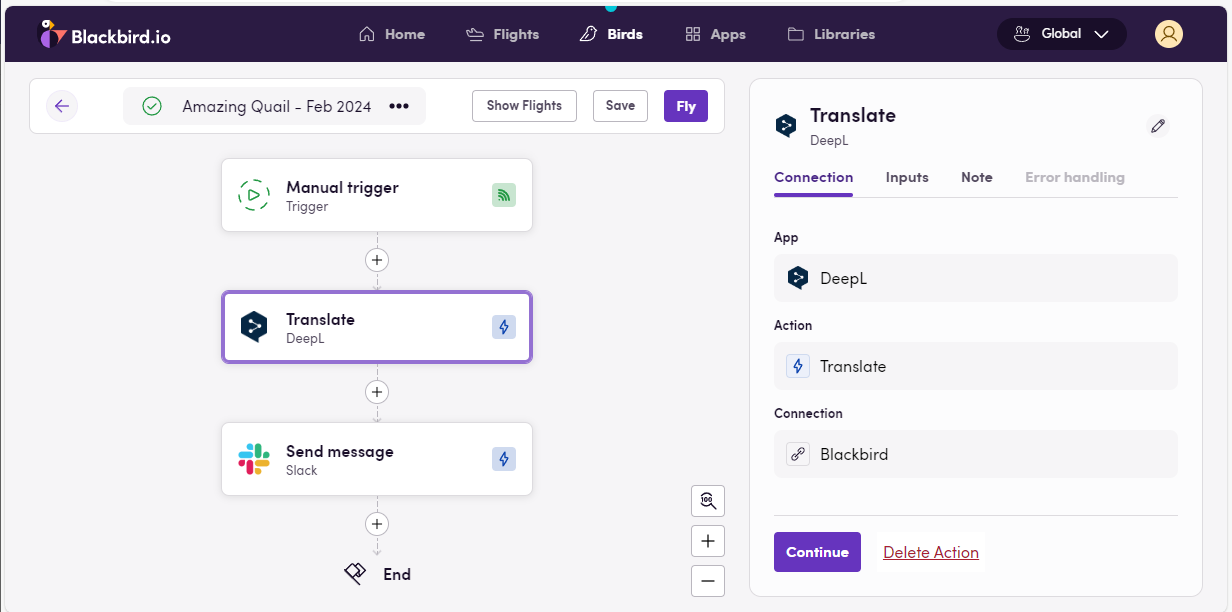 Blackbird.io
Home
Flights
Birds
Apps
Libraries
Global
Amazing Quail - Feb 2024
Show Flights
Save
Fly
Manual trigger
Trigger
Translate
DeepL
Send message
Slack
End
100
Translate
DeepL
Connection
Inputs
Note
Error handling
App
DeepL
Action
Translate
Connection
Blackbird
Continue
Delete Action